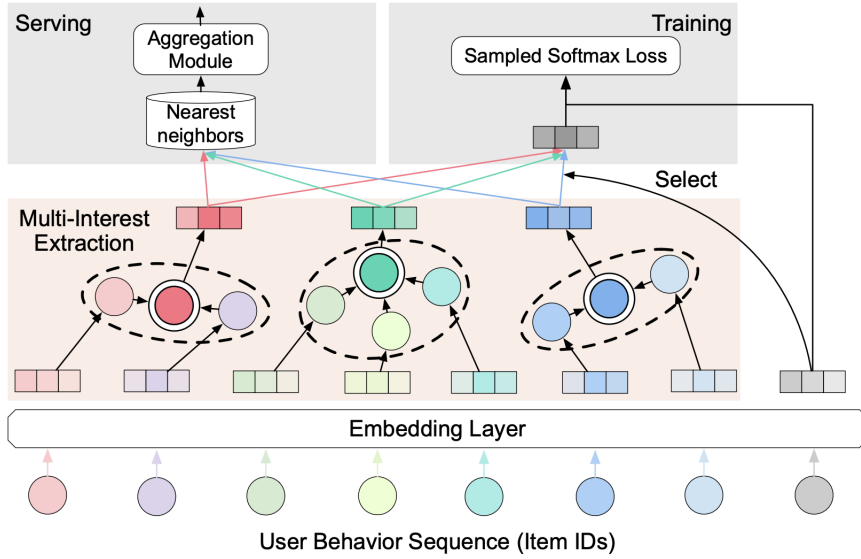 Serving
Training
Aggregation
Module
Sampled Softmax Loss
Nearest
neighbors
Select
Multi-Interest
Extraction
Embedding Layer
User Behavior Sequence (Item IDs)